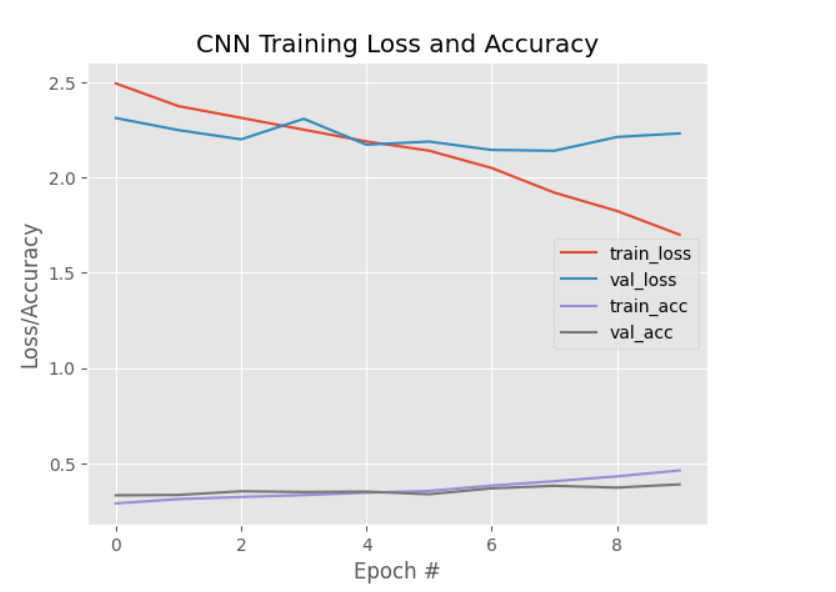 CNN Training Loss and Accuracy
2.5
2.0
1.5
1.0
0.5
Loss/Accuracy
train_loss
val_loss
train_acc
val_acc
0 2 4 6 8
Epoch #